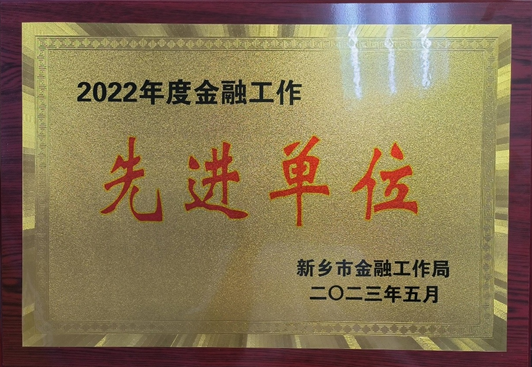 2022年度金融工作
先进单位
新乡市金融工作局
二〇二三年五月